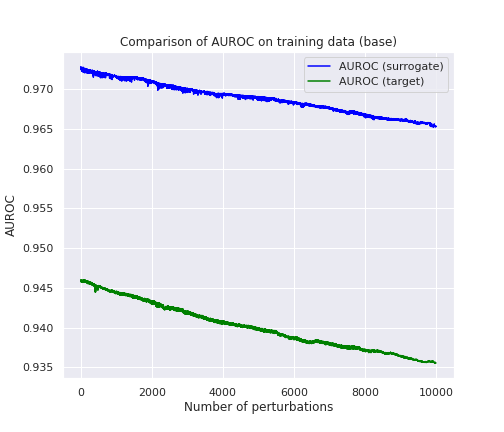 Comparison of AUROC on training data (base)
AUROC (surrogate)
AUROC (target)
0.970
0.965
0.960
0.955
0.950
0.945
0.940
0.935
AUROC
0 2000 4000 6000 8000 10000
Number of perturbations